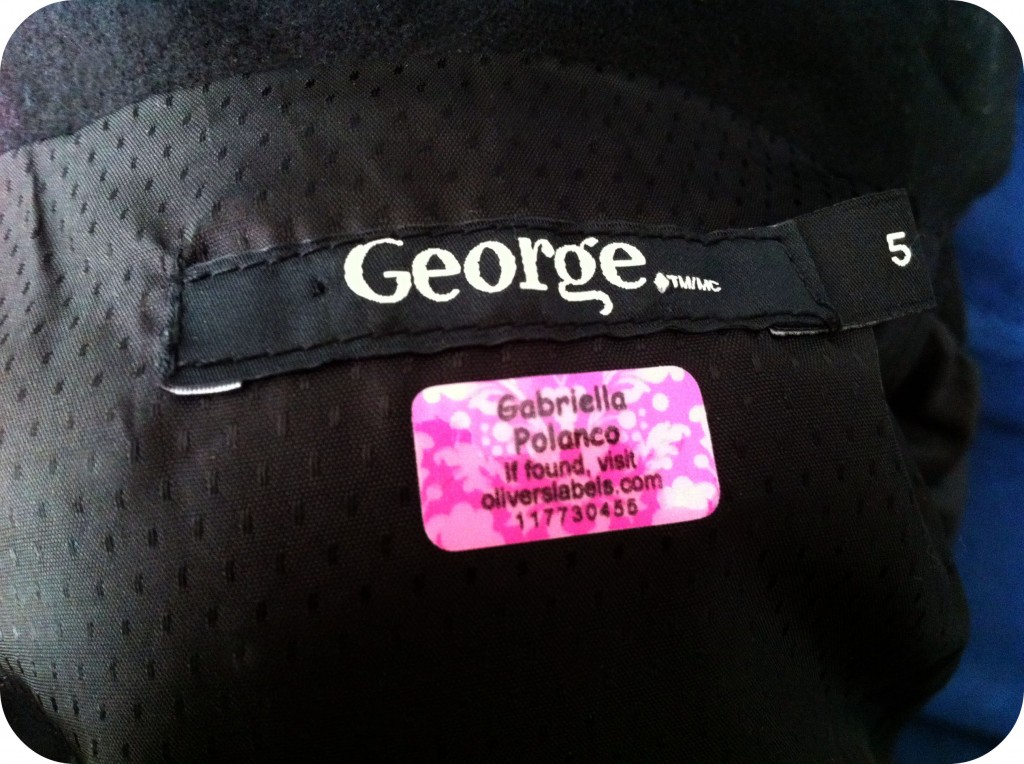 George TM/MC
5
Gabriella
Polanco
If found, visit
oliverslabels.com
117730455